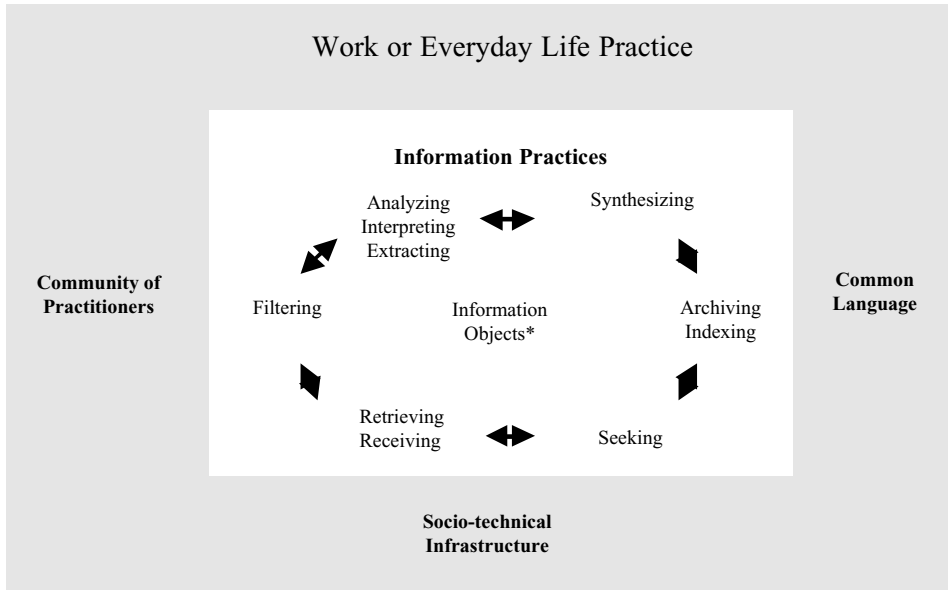 Work or Everyday Life Practice
Information Practices
Analyzing
Interpreting
Extracting
Synthesizing
Community of
Practitioners
Filtering
Information
Objects*
Archiving
Indexing
Common
Language
Retrieving
Receiving
Seeking
Socio-technical
Infrastructure